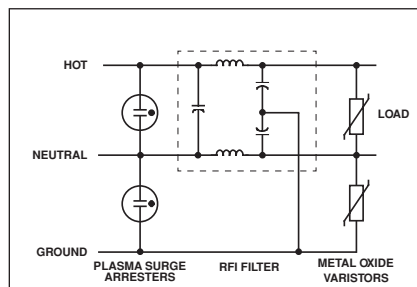 HOT
LOAD
NEUTRAL
GROUND
PLASMA SURGE
ARRESTERS
RFI FILTER
METAL OXIDE
VARISTORS